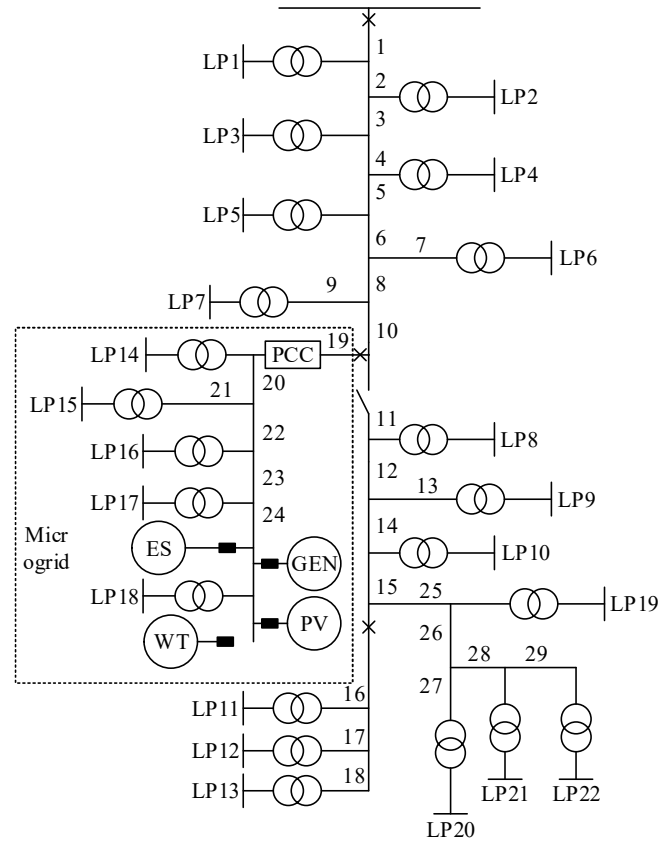 1
LP1
2
LP2
3
LP3
4
LP4
5
LP5
6
7
LP6
8
9
LP7
10
19
PCC
LP14
20
21
LP15
11
LP8
22
LP16
12
13
LP9
23
LP17
24
14
LP10
Micr
ogrid
ES
GEN
LP18
15
25
LP19
PV
WT
26
28
29
27
16
LP11
17
LP12
18
LP13
LP21
LP22
LP20